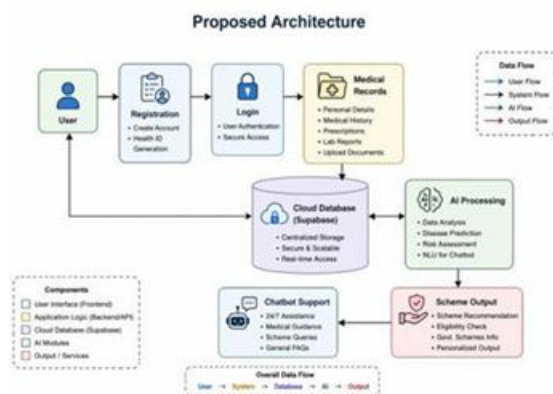 Proposed Architecture
User
Registration
• Create Account
• Health ID
Generation
Login
• User Authentication
• Secure Access
Medical
Records
• Personal Details
• Medical History
• Prescriptions
• Lab Reports
• Upload Documents
Data Flow
User Flow
System Flow
AI Flow
Output Flow
Cloud Database
(Supabase)
• Centralized Storage
• Secure & Scalable
• Real-time Access
AI Processing
• Data Analysis
• Disease Prediction
• Risk Assessment
• NLU for Chatbot
Components
User Interface (Frontend)
Application Logic (Backend/API)
Cloud Database (Supabase)
AI Modules
Output / Services
Chatbot Support
• 24/7 Assistance
• Medical Guidance
• Scheme Queries
• General FAQs
Scheme Output
• Scheme Recommendation
• Eligibility Check
• Govt. Schemes Info
• Personalized Output
Overall Data Flow
User → System → Database → AI → Output